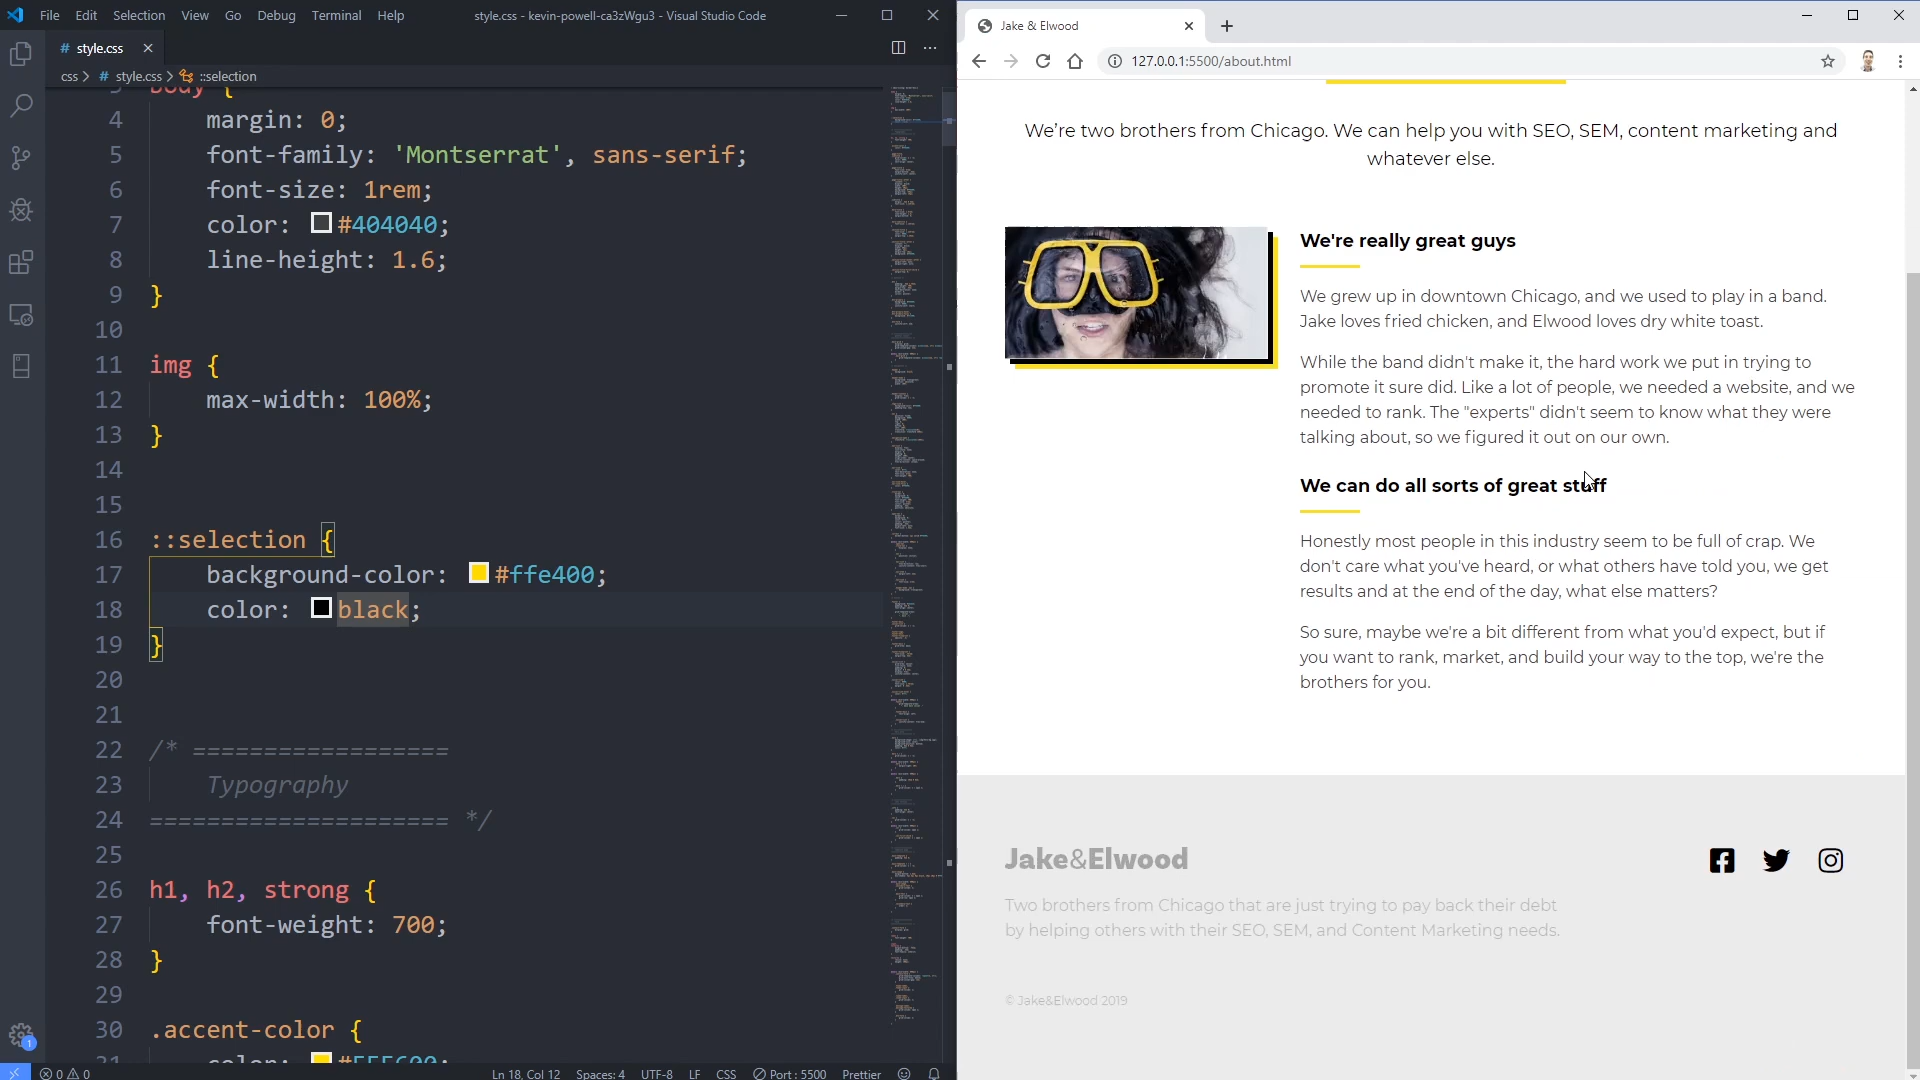 File Edit Selection View Go Debug Terminal Help
style.css - kevin-powell-ca3zWgu3 - Visual Studio Code
# style.css
css > # style.css > ::selection
body {
4 margin: 0;
5 font-family: 'Montserrat', sans-serif;
6 font-size: 1rem;
7 color: #404040;
8 line-height: 1.6;
9 }
10
11 img {
12 max-width: 100%;
13 }
14
15
16 ::selection {
17 background-color: #ffe400;
18 color: black;
19 }
20
21
22 /* ==================
23 Typography
24 ===================== */
25
26 h1, h2, strong {
27 font-weight: 700;
28 }
29
30 .accent-color {
0 0
Ln 18, Col 12 Spaces: 4 UTF-8 LF CSS Port : 5500 Prettier
1
Jake & Elwood
127.0.0.1:5500/about.html
We’re two brothers from Chicago. We can help you with SEO, SEM, content marketing and
whatever else.
We're really great guys
We grew up in downtown Chicago, and we used to play in a band.
Jake loves fried chicken, and Elwood loves dry white toast.
While the band didn't make it, the hard work we put in trying to
promote it sure did. Like a lot of people, we needed a website, and we
needed to rank. The "experts" didn't seem to know what they were
talking about, so we figured it out on our own.
We can do all sorts of great stuff
Honestly most people in this industry seem to be full of crap. We
don't care what you've heard, or what others have told you, we get
results and at the end of the day, what else matters?
So sure, maybe we're a bit different from what you'd expect, but if
you want to rank, market, and build your way to the top, we're the
brothers for you.
Jake&Elwood
Two brothers from Chicago that are just trying to pay back their debt
by helping others with their SEO, SEM, and Content Marketing needs.
© Jake&Elwood 2019